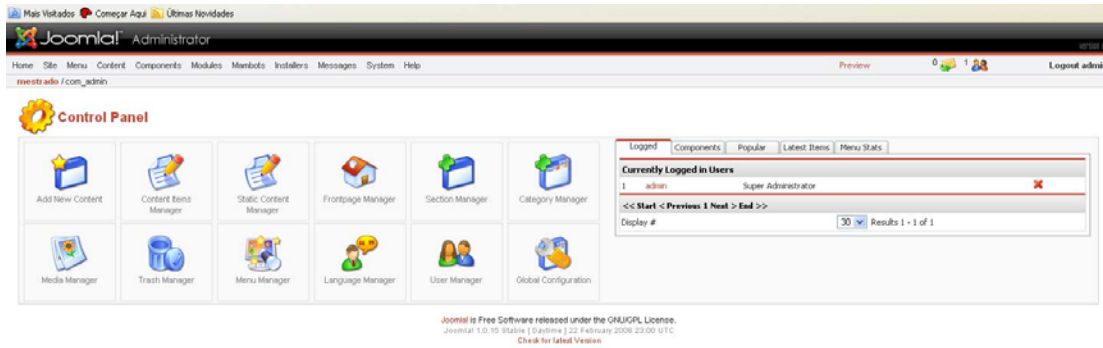 Mais Visitados Começar Aqui Últimas Novidades
Joomla! Administrator
Home Site Menu Content Components Modules Mambots Installers Messages System Help Preview 0 1 Logout admi
mestrado / com_admin
Control Panel
Logged Components Popular Latest Items Menu Stats
Currently Logged in Users
1 admin Super Administrator
<< Start < Previous 1 Next > End >>
Display # 30 Results 1 - 1 of 1
Add New Content
Content Items Manager
Static Content Manager
Frontpage Manager
Section Manager
Category Manager
Media Manager
Trash Manager
Menu Manager
Language Manager
User Manager
Global Configuration
Joomla! is Free Software released under the GNU/GPL License.
Joomla! 1.0.15 Stable [ Daytime ] 22 February 2008 23:00 UTC
Check for latest Version